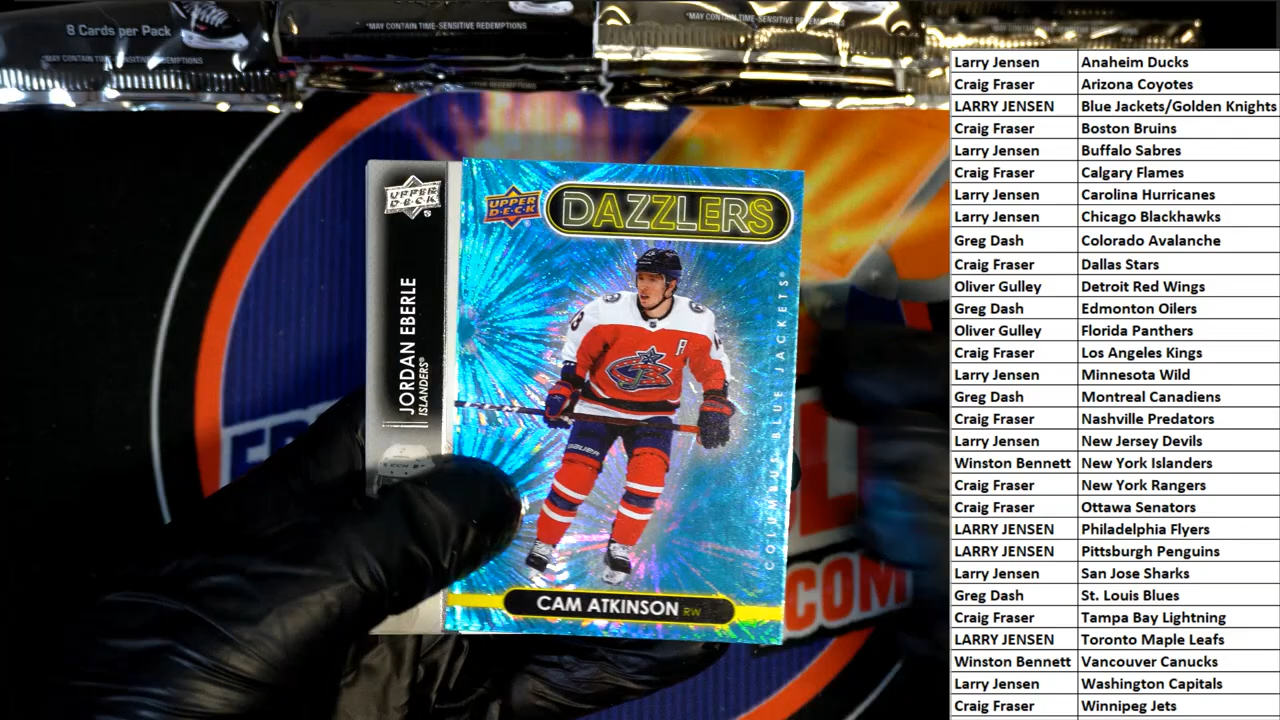 8 Cards per Pack
*MAY CONTAIN TIME-SENSITIVE REDEMPTIONS
*MAY CONTAIN TIME-SENSITIVE REDEMPTIONS
*MAY CONTAIN TIME-SENSITIVE REDEMPTIONS
UPPER DECK
JORDAN EBERLE
ISLANDERS®
UPPER DECK
DAZZLERS
COLUMBUS BLUE JACKETS®
CAM ATKINSON RW
.COM
Larry Jensen Anaheim Ducks
Craig Fraser Arizona Coyotes
LARRY JENSEN Blue Jackets/Golden Knights
Craig Fraser Boston Bruins
Larry Jensen Buffalo Sabres
Craig Fraser Calgary Flames
Larry Jensen Carolina Hurricanes
Larry Jensen Chicago Blackhawks
Greg Dash Colorado Avalanche
Craig Fraser Dallas Stars
Oliver Gulley Detroit Red Wings
Greg Dash Edmonton Oilers
Oliver Gulley Florida Panthers
Craig Fraser Los Angeles Kings
Larry Jensen Minnesota Wild
Greg Dash Montreal Canadiens
Craig Fraser Nashville Predators
Larry Jensen New Jersey Devils
Winston Bennett New York Islanders
Craig Fraser New York Rangers
Craig Fraser Ottawa Senators
LARRY JENSEN Philadelphia Flyers
LARRY JENSEN Pittsburgh Penguins
Larry Jensen San Jose Sharks
Greg Dash St. Louis Blues
Craig Fraser Tampa Bay Lightning
LARRY JENSEN Toronto Maple Leafs
Winston Bennett Vancouver Canucks
Larry Jensen Washington Capitals
Craig Fraser Winnipeg Jets